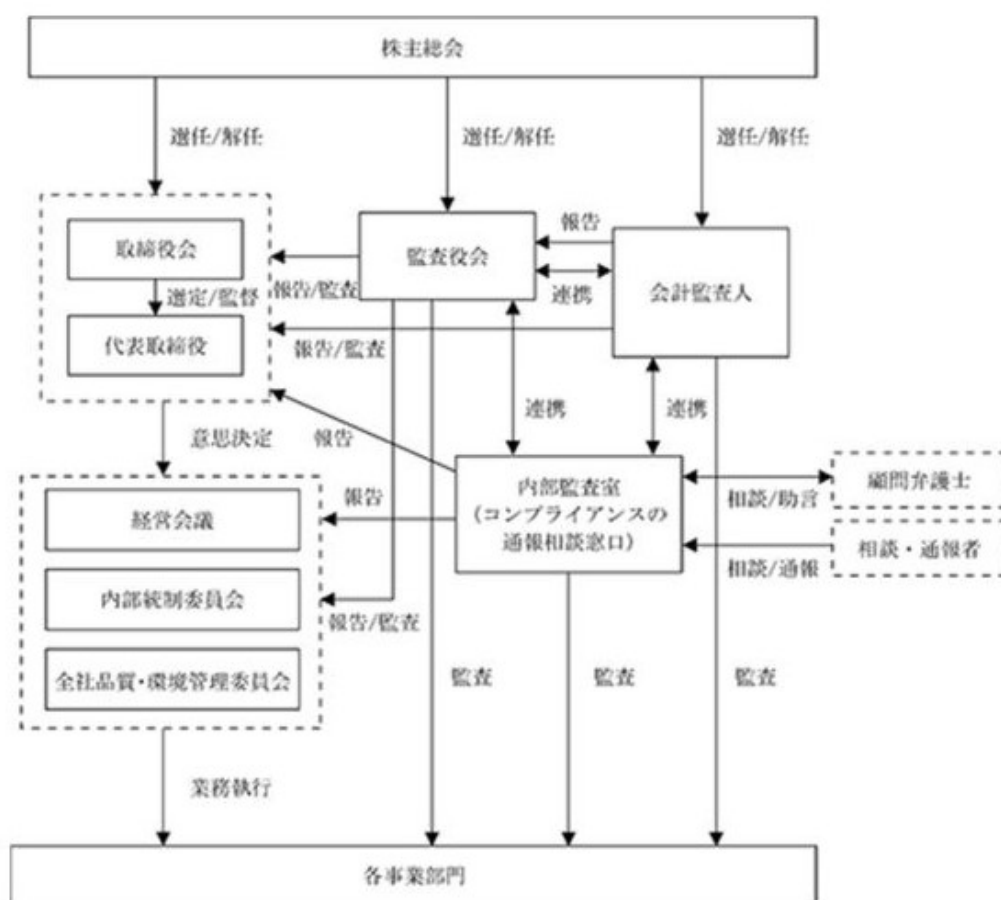 株主総会
選任/解任
選任/解任
選任/解任
取締役会
選定/監督
代表取締役
監査役会
会計監査人
報告
連携
報告/監査
報告/監査
連携
連携
意思決定
報告
経営会議
内部統制委員会
全社品質・環境管理委員会
報告
報告/監査
内部監査室
(コンプライアンスの
通報相談窓口)
相談/助言
顧問弁護士
相談/通報
相談・通報者
監査
監査
監査
業務執行
各事業部門